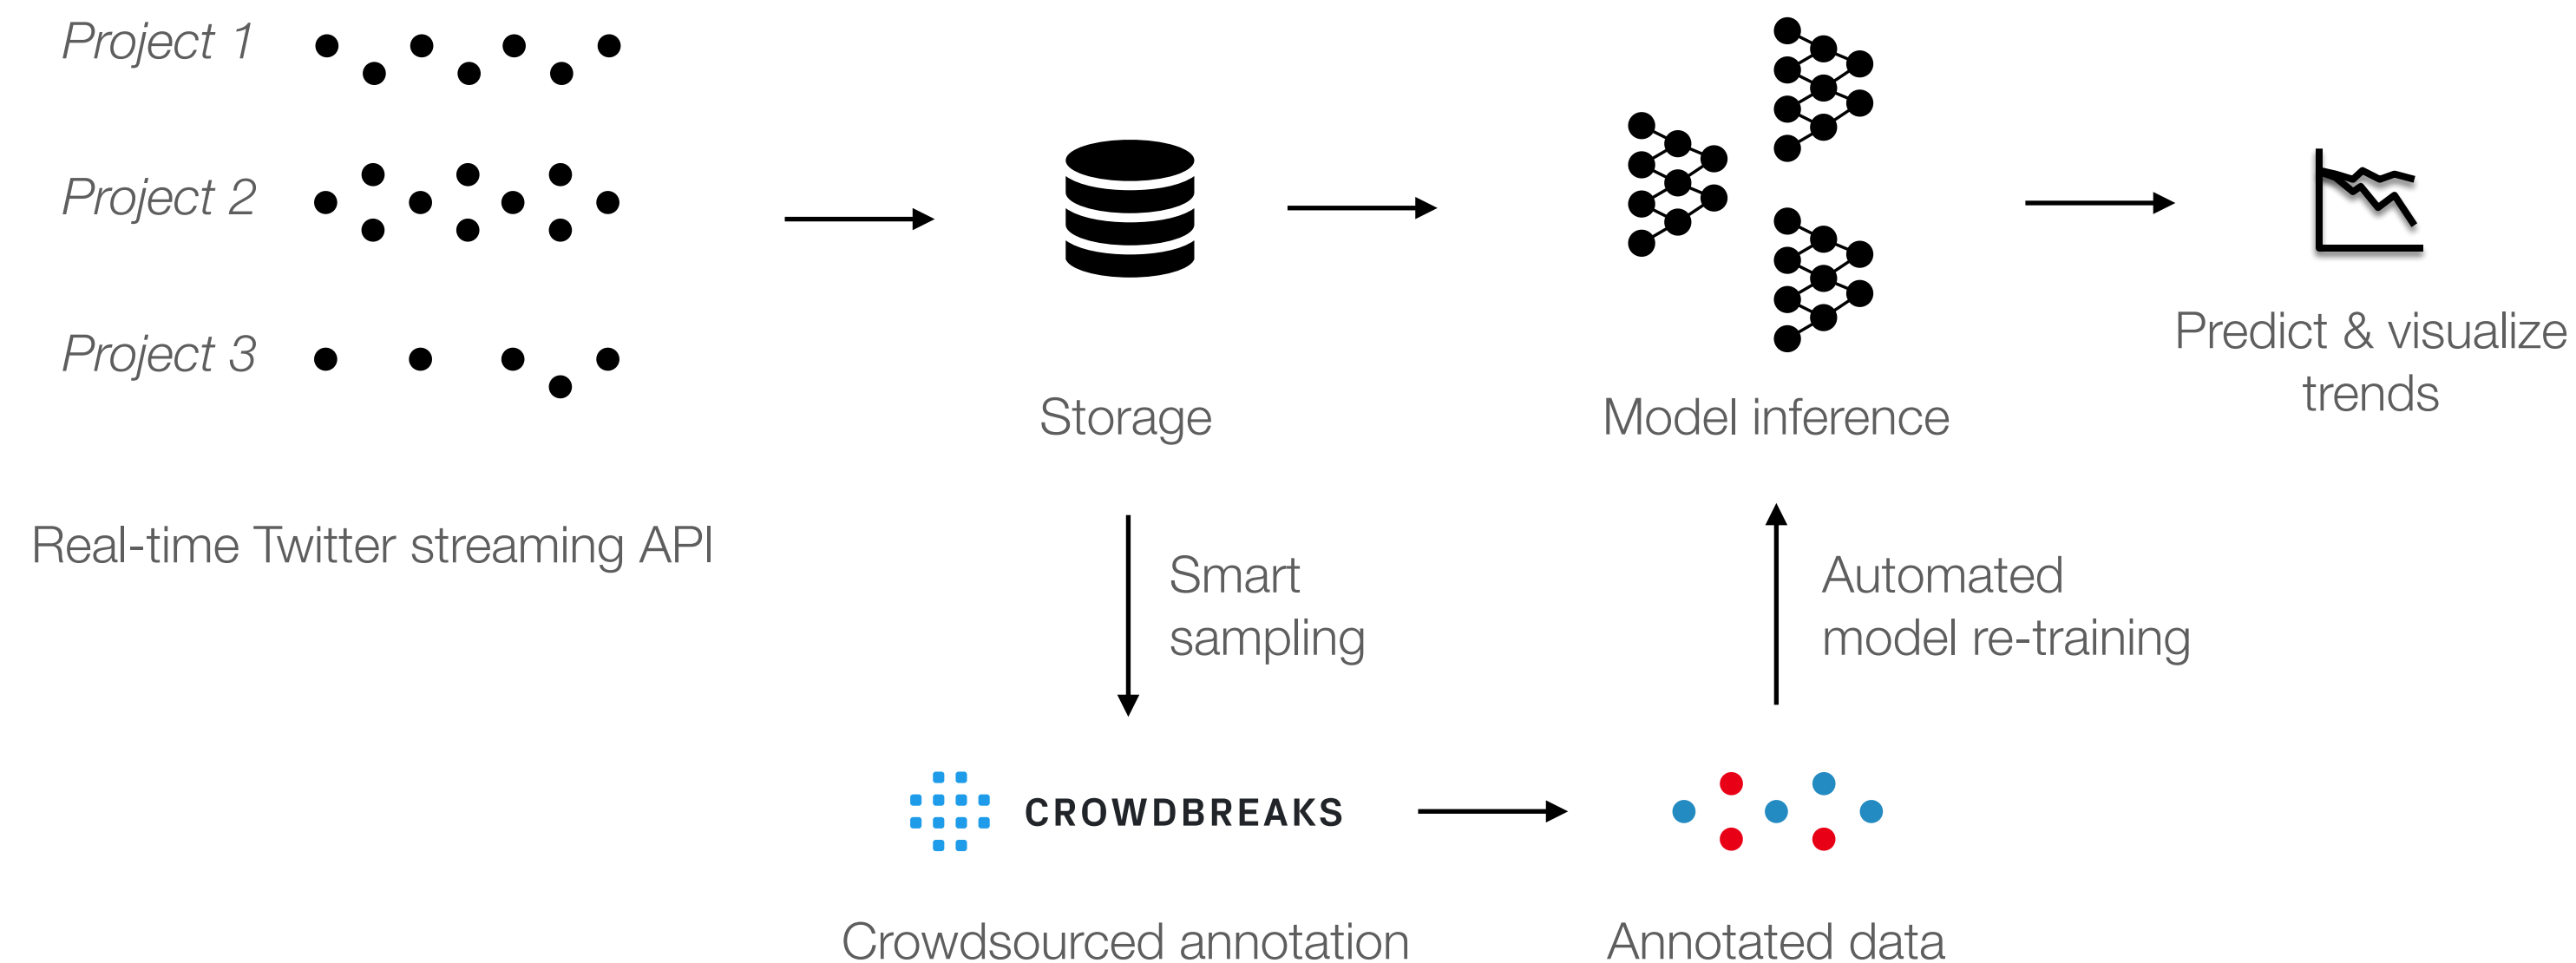 Project 1
Project 2
Project 3
Real-time Twitter streaming API
Storage
Model inference
Predict & visualize
trends
Smart
sampling
Automated
model re-training
CROWDBREAKS
Crowdsourced annotation
Annotated data